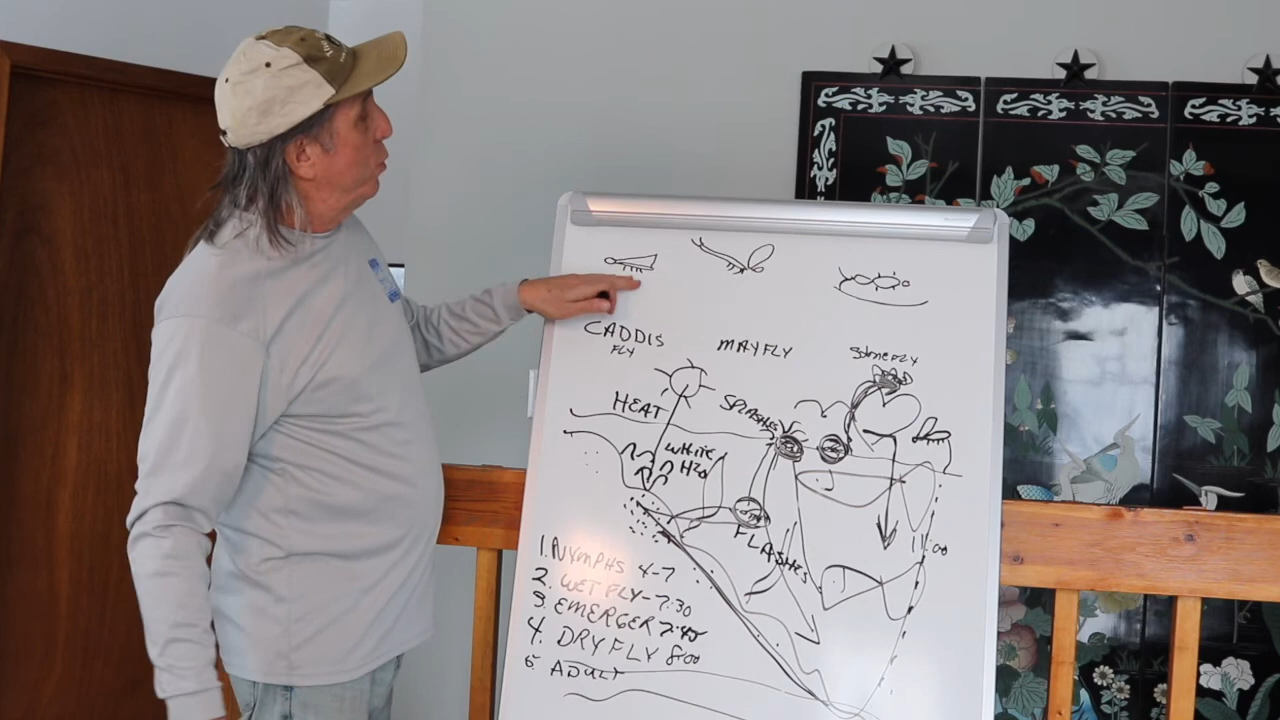 CADDIS
FLY
MAYFLY
STONEFLY
HEAT
SPLASHES
WHITE
H2O
FLASHES
11:00
1. NYMPHS 4-7
2. WET FLY-7:30
3. EMERGER 7:45
4. DRY FLY 8:00
5. ADULT